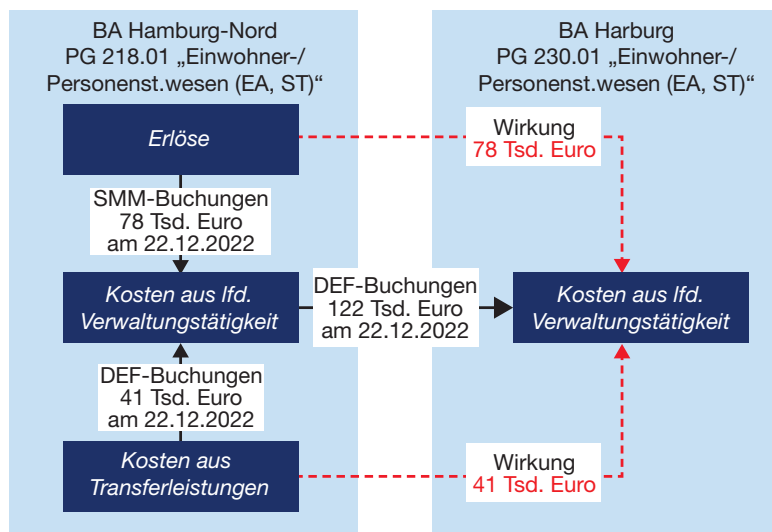 BA Hamburg-Nord
PG 218.01 „Einwohner-/
Personenst.wesen (EA, ST)“
BA Harburg
PG 230.01 „Einwohner-/
Personenst.wesen (EA, ST)“
Erlöse
Wirkung
78 Tsd. Euro
SMM-Buchungen
78 Tsd. Euro
am 22.12.2022
Kosten aus lfd.
Verwaltungstätigkeit
DEF-Buchungen
122 Tsd. Euro
am 22.12.2022
Kosten aus lfd.
Verwaltungstätigkeit
DEF-Buchungen
41 Tsd. Euro
am 22.12.2022
Kosten aus
Transferleistungen
Wirkung
41 Tsd. Euro